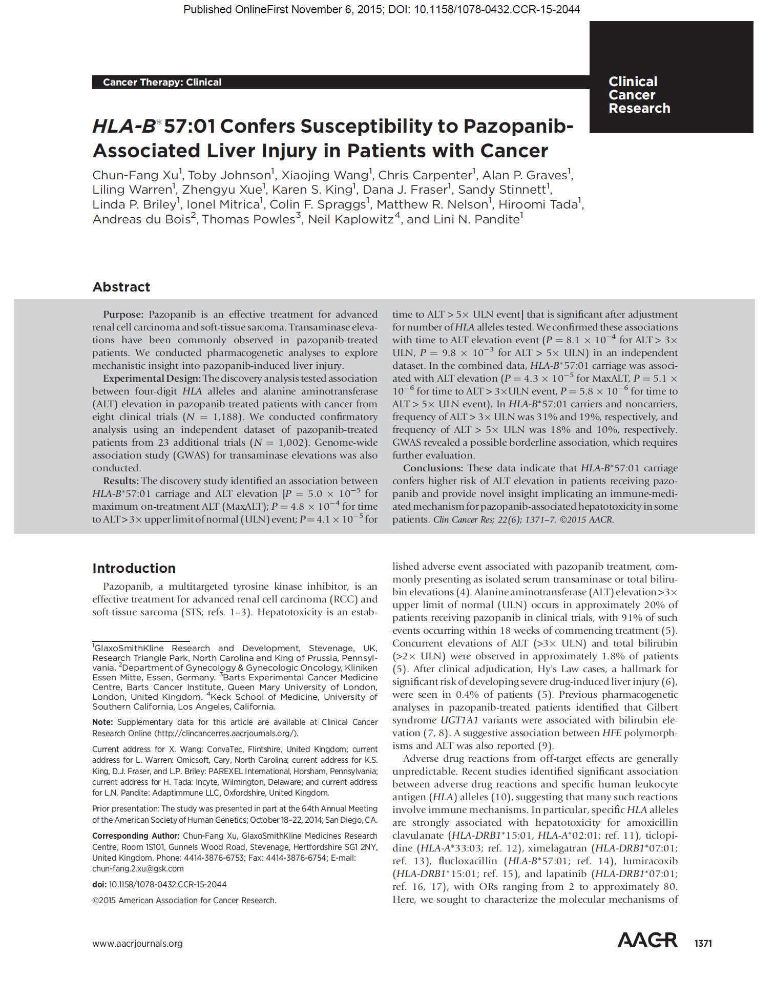 Published OnlineFirst November 6, 2015; DOI: 10.1158/1078-0432.CCR-15-2044
Cancer Therapy: Clinical
Clinical
Cancer
Research
HLA-B*57:01 Confers Susceptibility to Pazopanib-
Associated Liver Injury in Patients with Cancer
Chun-Fang Xu1, Toby Johnson1, Xiaojing Wang1, Chris Carpenter1, Alan P. Graves1,
Liling Warren1, Zhengyu Xue1, Karen S. King1, Dana J. Fraser1, Sandy Stinnett1,
Linda P. Briley1, Ionel Mitrica1, Colin F. Spraggs1, Matthew R. Nelson1, Hiroomi Tada1,
Andreas du Bois2, Thomas Powles3, Neil Kaplowitz4, and Lini N. Pandite1
Abstract
Purpose: Pazopanib is an effective treatment for advanced
renal cell carcinoma and soft-tissue sarcoma. Transaminase eleva-
tions have been commonly observed in pazopanib-treated
patients. We conducted pharmacogenetic analyses to explore
mechanistic insight into pazopanib-induced liver injury.
Experimental Design: The discovery analysis tested association
between four-digit HLA alleles and alanine aminotransferase
(ALT) elevation in pazopanib-treated patients with cancer from
eight clinical trials (N = 1,188). We conducted confirmatory
analysis using an independent dataset of pazopanib-treated
patients from 23 additional trials (N = 1,002). Genome-wide
association study (GWAS) for transaminase elevations was also
conducted.
Results: The discovery study identified an association between
HLA-B*57:01 carriage and ALT elevation [P = 5.0 × 10−5 for
maximum on-treatment ALT (MaxALT); P = 4.8 × 10−4 for time
to ALT > 3× upper limit of normal (ULN) event; P = 4.1 × 10−5 for
time to ALT > 5× ULN event] that is significant after adjustment
for number of HLA alleles tested. We confirmed these associations
with time to ALT elevation event (P = 8.1 × 10−4 for ALT > 3×
ULN, P = 9.8 × 10−3 for ALT > 5× ULN) in an independent
dataset. In the combined data, HLA-B*57:01 carriage was associ-
ated with ALT elevation (P = 4.3 × 10−5 for MaxALT, P = 5.1 ×
10−6 for time to ALT > 3×ULN event, P = 5.8 × 10−6 for time to
ALT > 5× ULN event). In HLA-B*57:01 carriers and noncarriers,
frequency of ALT > 3× ULN was 31% and 19%, respectively, and
frequency of ALT > 5× ULN was 18% and 10%, respectively.
GWAS revealed a possible borderline association, which requires
further evaluation.
Conclusions: These data indicate that HLA-B*57:01 carriage
confers higher risk of ALT elevation in patients receiving pazo-
panib and provide novel insight implicating an immune-medi-
ated mechanism for pazopanib-associated hepatotoxicity in some
patients. Clin Cancer Res; 22(6); 1371–7. ©2015 AACR.
Introduction
Pazopanib, a multitargeted tyrosine kinase inhibitor, is an
effective treatment for advanced renal cell carcinoma (RCC) and
soft-tissue sarcoma (STS; refs. 1–3). Hepatotoxicity is an estab-
1GlaxoSmithKline Research and Development, Stevenage, UK,
Research Triangle Park, North Carolina and King of Prussia, Pennsyl-
vania. 2Department of Gynecology & Gynecologic Oncology, Kliniken
Essen Mitte, Essen, Germany. 3Barts Experimental Cancer Medicine
Centre, Barts Cancer Institute, Queen Mary University of London,
London, United Kingdom. 4Keck School of Medicine, University of
Southern California, Los Angeles, California.
Note: Supplementary data for this article are available at Clinical Cancer
Research Online (http://clincancerres.aacrjournals.org/).
Current address for X. Wang: ConvaTec, Flintshire, United Kingdom; current
address for L. Warren: Omicsoft, Cary, North Carolina; current address for K.S.
King, D.J. Fraser, and L.P. Briley: PAREXEL International, Horsham, Pennsylvania;
current address for H. Tada: Incyte, Wilmington, Delaware; and current address
for L.N. Pandite: Adaptimmune LLC, Oxfordshire, United Kingdom.
Prior presentation: The study was presented in part at the 64th Annual Meeting
of the American Society of Human Genetics; October 18–22, 2014; San Diego, CA.
Corresponding Author: Chun-Fang Xu, GlaxoSmithKline Medicines Research
Centre, Room 1S101, Gunnels Wood Road, Stevenage, Hertfordshire SG1 2NY,
United Kingdom. Phone: 4414-3876-6753; Fax: 4414-3876-6754; E-mail:
chun-fang.2.xu@gsk.com
doi: 10.1158/1078-0432.CCR-15-2044
©2015 American Association for Cancer Research.
lished adverse event associated with pazopanib treatment, com-
monly presenting as isolated serum transaminase or total biliru-
bin elevations (4). Alanine aminotransferase (ALT) elevation >3×
upper limit of normal (ULN) occurs in approximately 20% of
patients receiving pazopanib in clinical trials, with 91% of such
events occurring within 18 weeks of commencing treatment (5).
Concurrent elevations of ALT (>3× ULN) and total bilirubin
(>2× ULN) were observed in approximately 1.8% of patients
(5). After clinical adjudication, Hy's Law cases, a hallmark for
significant risk of developing severe drug-induced liver injury (6),
were seen in 0.4% of patients (5). Previous pharmacogenetic
analyses in pazopanib-treated patients identified that Gilbert
syndrome UGT1A1 variants were associated with bilirubin ele-
vation (7, 8). A suggestive association between HFE polymorph-
isms and ALT was also reported (9).
Adverse drug reactions from off-target effects are generally
unpredictable. Recent studies identified significant association
between adverse drug reactions and specific human leukocyte
antigen (HLA) alleles (10), suggesting that many such reactions
involve immune mechanisms. In particular, specific HLA alleles
are strongly associated with hepatotoxicity for amoxicillin
clavulanate (HLA-DRB1*15:01, HLA-A*02:01; ref. 11), ticlopi-
dine (HLA-A*33:03; ref. 12), ximelagatran (HLA-DRB1*07:01;
ref. 13), flucloxacillin (HLA-B*57:01; ref. 14), lumiracoxib
(HLA-DRB1*15:01; ref. 15), and lapatinib (HLA-DRB1*07:01;
ref. 16, 17), with ORs ranging from 2 to approximately 80.
Here, we sought to characterize the molecular mechanisms of
www.aacrjournals.org
AACR
1371